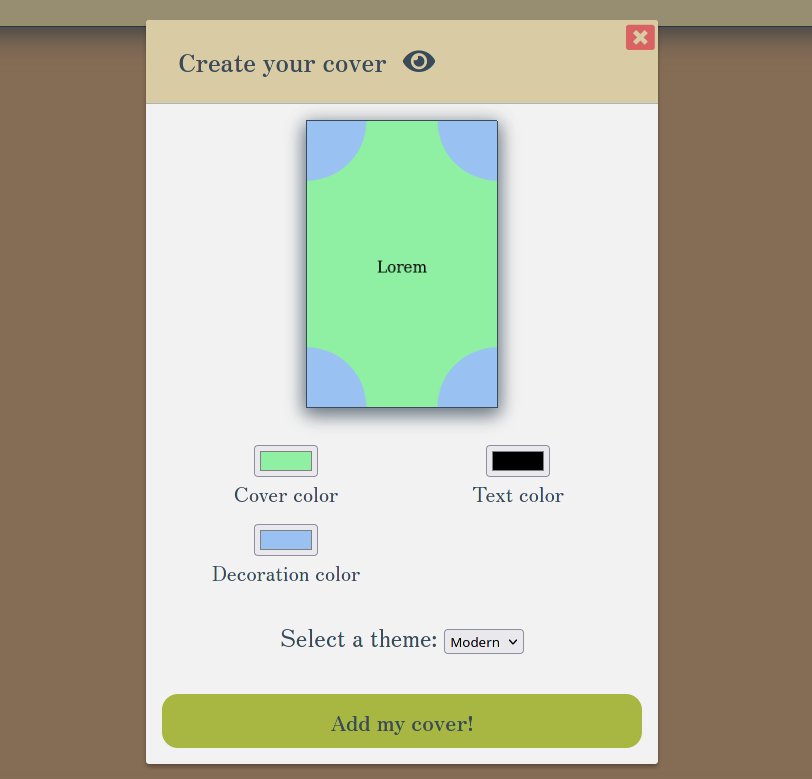 Create your cover
Lorem
Cover color
Text color
Decoration color
Select a theme: Modern
Add my cover!